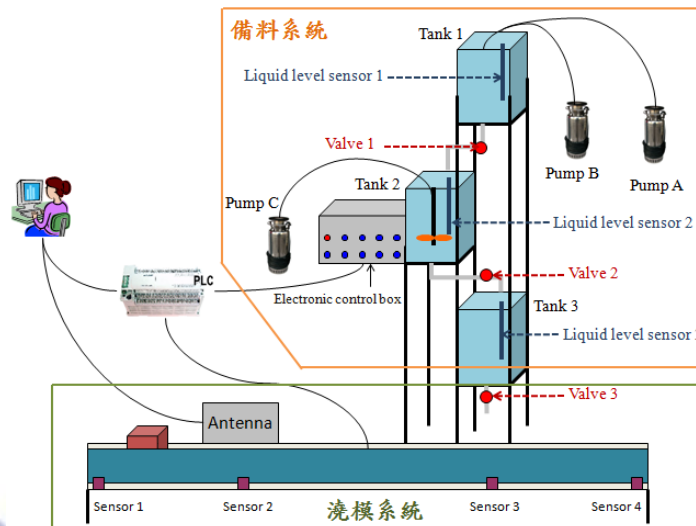 備料系統
Tank 1
Liquid level sensor 1
Valve 1
Pump B
Pump A
Tank 2
Pump C
Liquid level sensor 2
PLC
Electronic control box
Valve 2
Tank 3
Liquid level sensor
Valve 3
Antenna
Sensor 1
Sensor 2
澆模系統
Sensor 3
Sensor 4